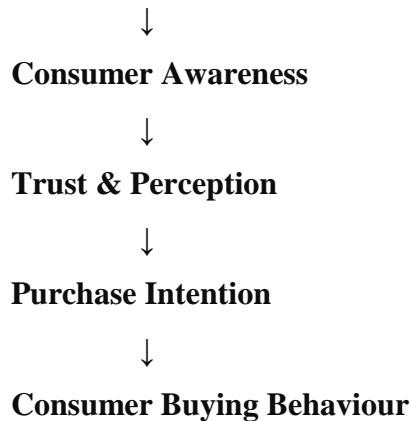 ↓
Consumer Awareness
↓
Trust & Perception
↓
Purchase Intention
↓
Consumer Buying Behaviour